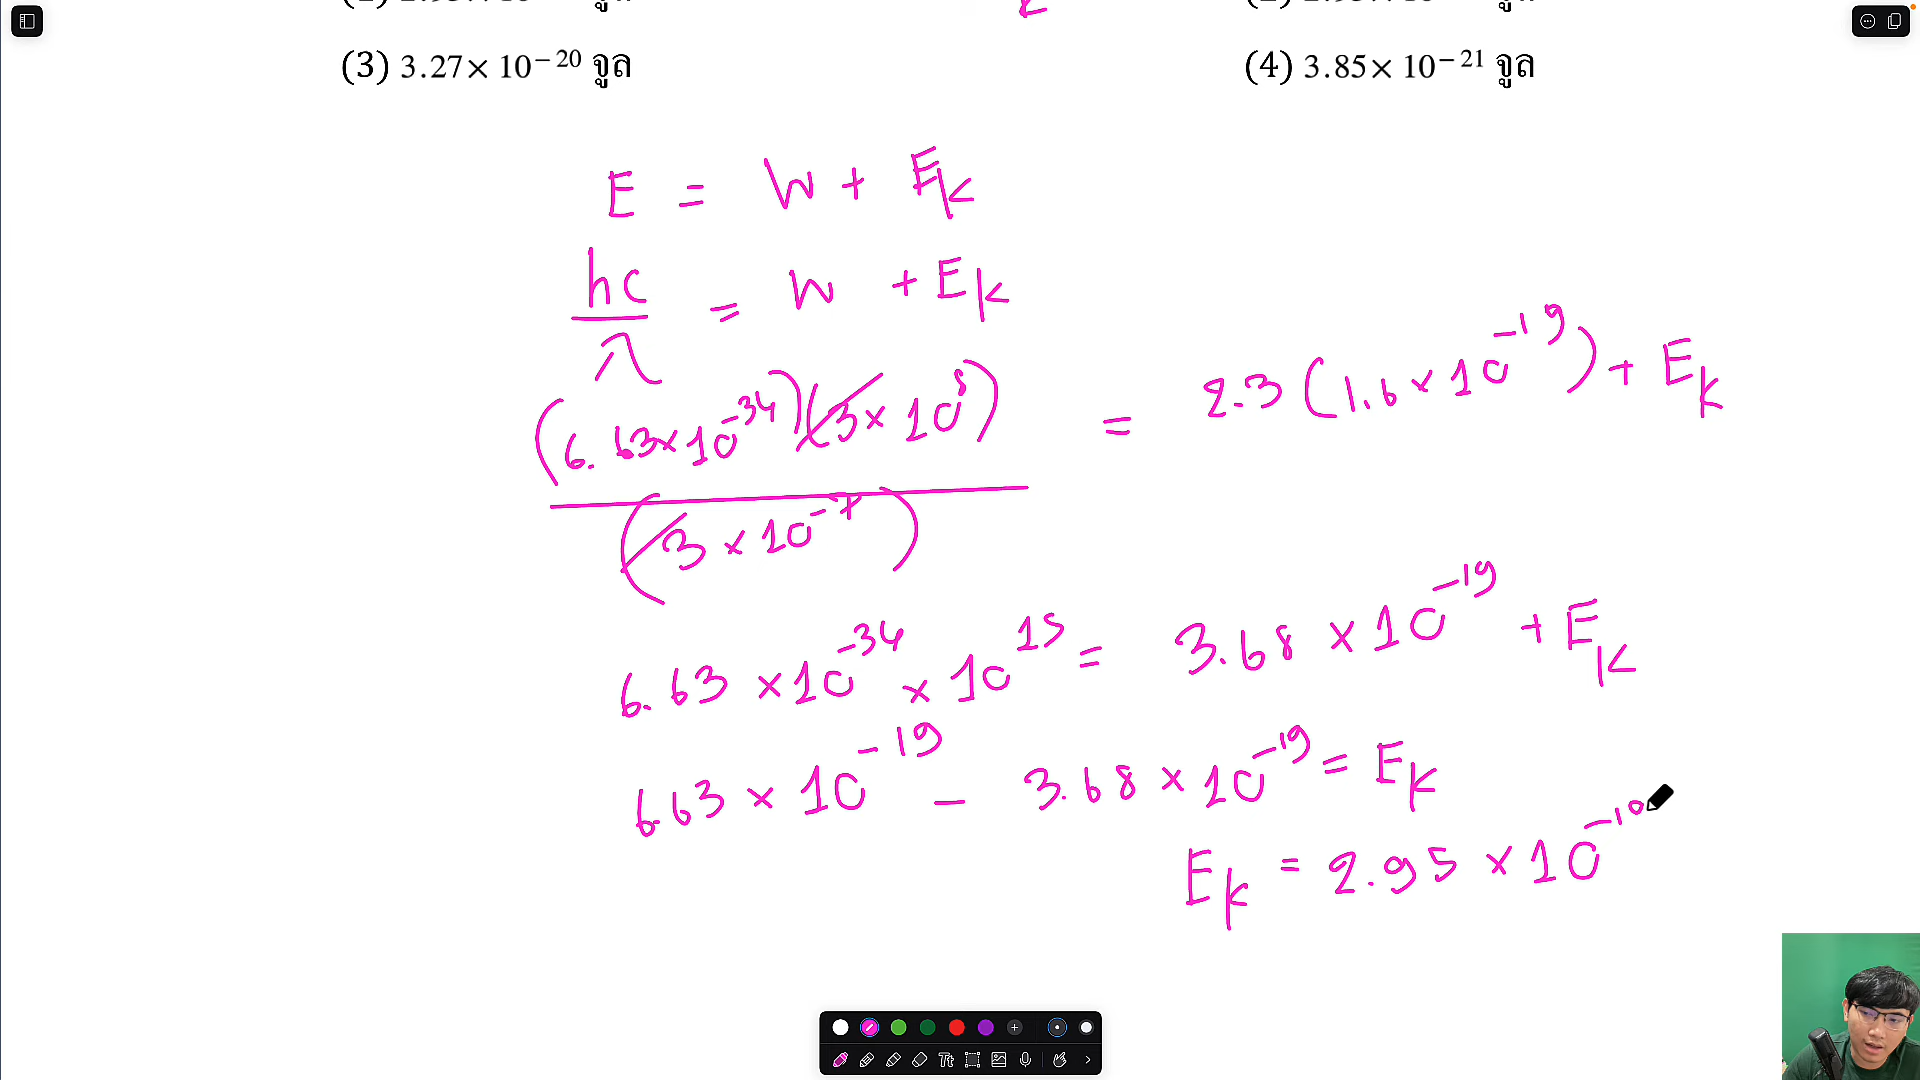 (3) 3.27× 10⁻²⁰ จูล
(4) 3.85× 10⁻²¹ จูล
E = W + Eₖ
hc/λ = W + Eₖ
(6.63×10⁻³⁴)(3×10⁸)/(3×10⁻⁷) = 2.3(1.6×10⁻¹⁹) + Eₖ
6.63×10⁻³⁴ × 10¹⁵ = 3.68×10⁻¹⁹ + Eₖ
6.63×10⁻¹⁹ − 3.68×10⁻¹⁹ = Eₖ
Eₖ = 2.95×10
Tt